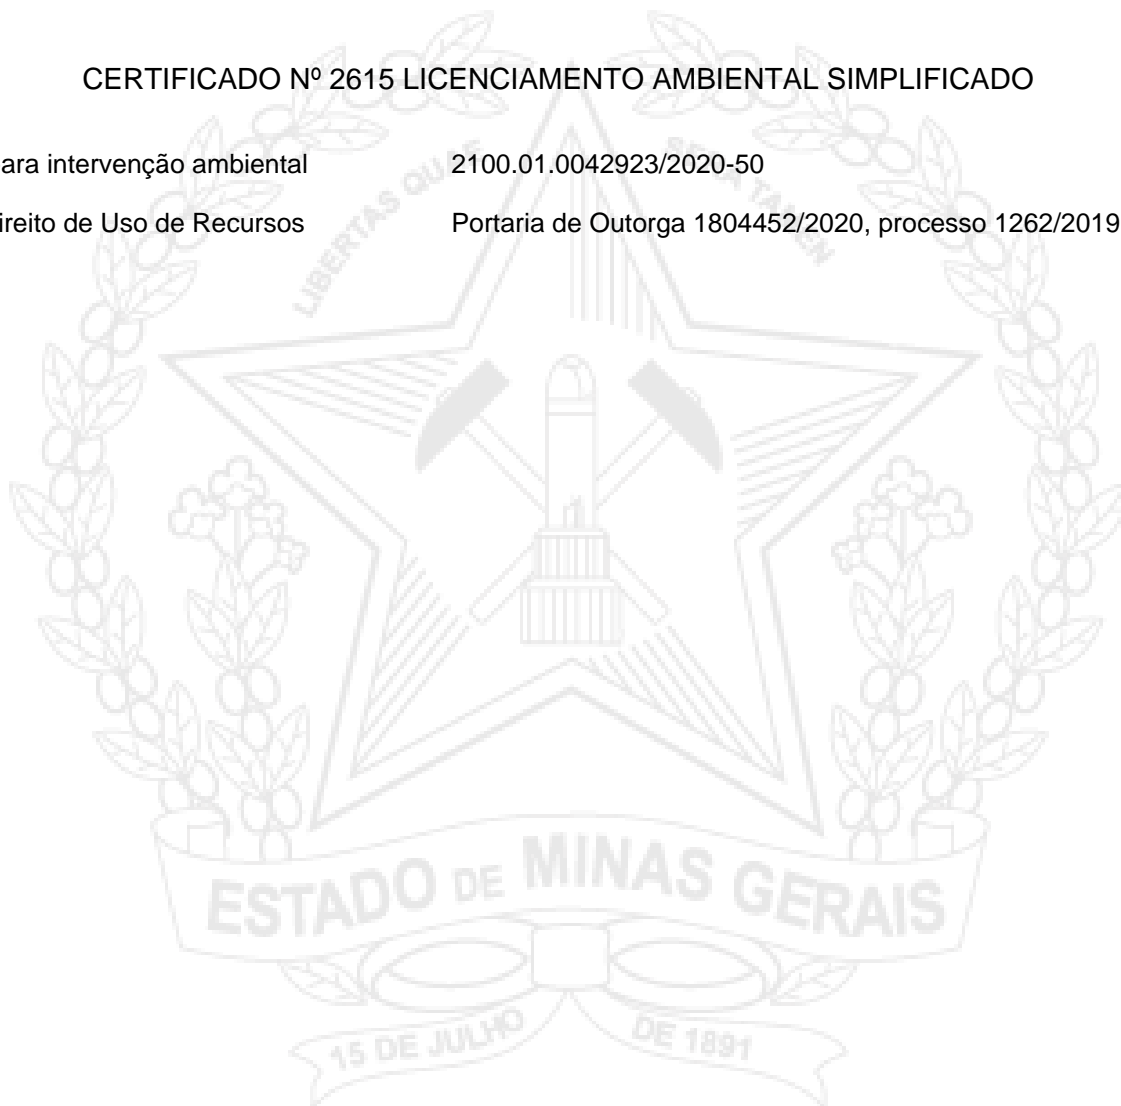 CERTIFICADO Nº 2615 LICENCIAMENTO AMBIENTAL SIMPLIFICADO
ara intervenção ambiental 2100.01.0042923/2020-50
ireito de Uso de Recursos Portaria de Outorga 1804452/2020, processo 1262/2019
LIBERTAS QUÆ SERA TAMEN
ESTADO DE MINAS GERAIS
15 DE JULHO DE 1891